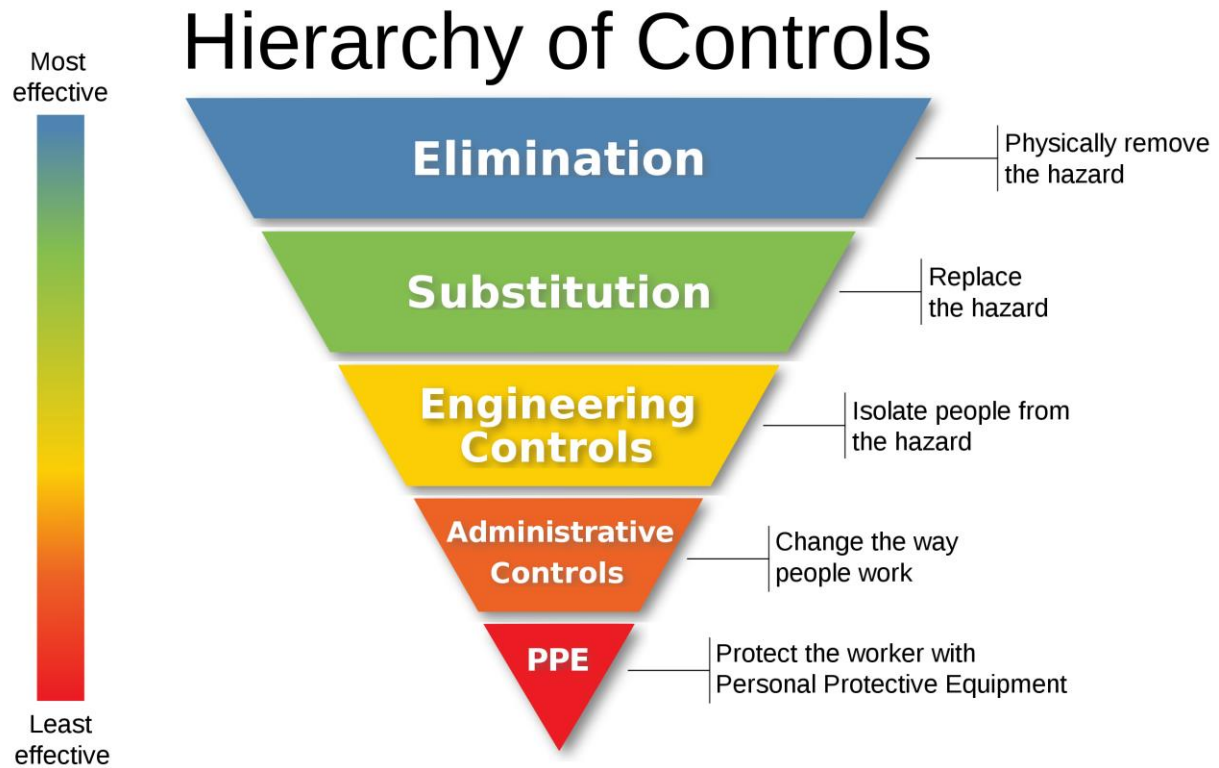 Hierarchy of Controls
Most
effective
Elimination
Physically remove
the hazard
Substitution
Replace
the hazard
Engineering
Controls
Isolate people from
the hazard
Administrative
Controls
Change the way
people work
PPE
Protect the worker with
Personal Protective Equipment
Least
effective